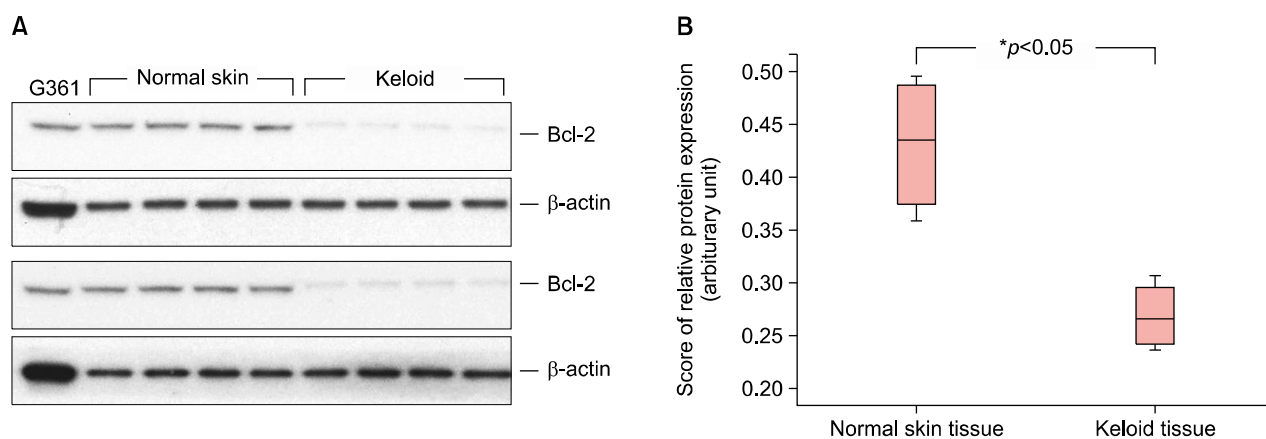 A
G361
Normal skin
Keloid
Bcl-2
β-actin
Bcl-2
β-actin
B
*p<0.05
Score of relative protein expression
(arbiturary unit)
0.50
0.45
0.40
0.35
0.30
0.25
0.20
Normal skin tissue
Keloid tissue